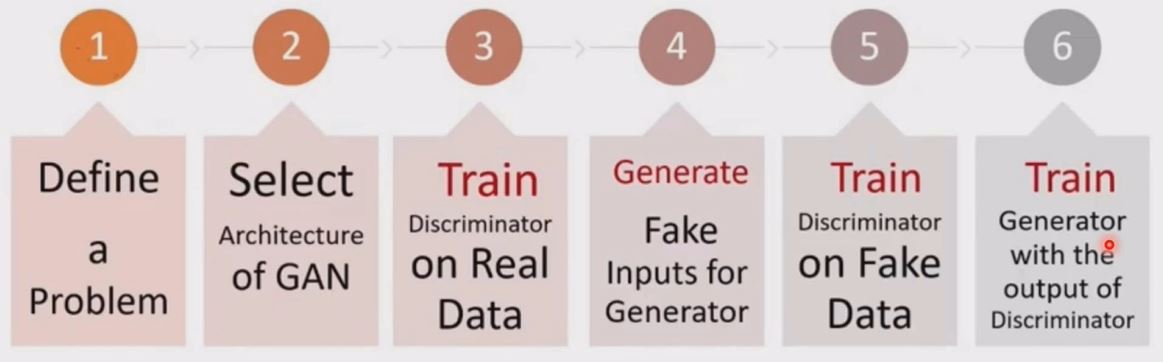 1
2
3
4
5
6
Define
a
Problem
Select
Architecture
of GAN
Train
Discriminator
on Real
Data
Generate
Fake
Inputs for
Generator
Train
Discriminator
on Fake
Data
Train
Generator
with the
output of
Discriminator